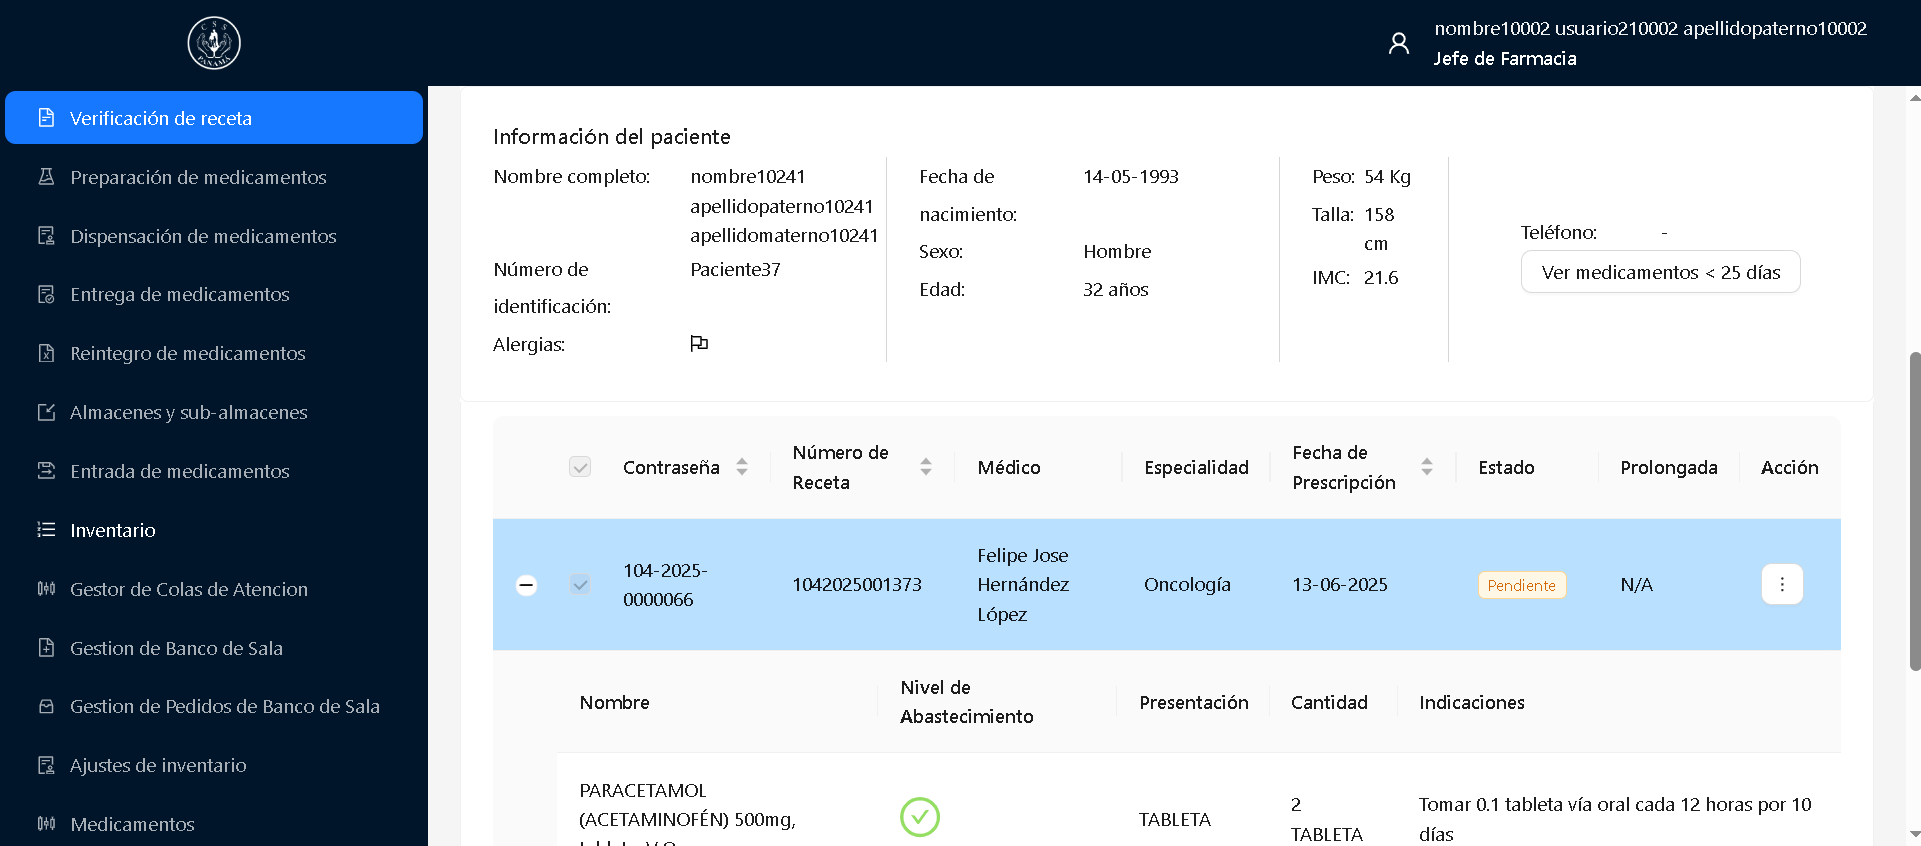 CSS
PANAMÁ
nombre10002 usuario210002 apellidopaterno10002
Jefe de Farmacia
Verificación de receta
Preparación de medicamentos
Dispensación de medicamentos
Entrega de medicamentos
Reintegro de medicamentos
Almacenes y sub-almacenes
Entrada de medicamentos
Inventario
Gestor de Colas de Atencion
Gestion de Banco de Sala
Gestion de Pedidos de Banco de Sala
Ajustes de inventario
Medicamentos
Información del paciente
Nombre completo:
nombre10241
apellidopaterno10241
apellidomaterno10241
Número de
identificación:
Paciente37
Alergias:
Fecha de
nacimiento:
14-05-1993
Sexo:
Hombre
Edad:
32 años
Peso: 54 Kg
Talla: 158
cm
IMC: 21.6
Teléfono: -
Ver medicamentos < 25 días
Contraseña
Número de
Receta
Médico
Especialidad
Fecha de
Prescripción
Estado
Prolongada
Acción
104-2025-
0000066
1042025001373
Felipe Jose
Hernández
López
Oncología
13-06-2025
Pendiente
N/A
Nombre
Nivel de
Abastecimiento
Presentación
Cantidad
Indicaciones
PARACETAMOL
(ACETAMINOFÉN) 500mg,
TABLETA
2
TABLETA
Tomar 0.1 tableta vía oral cada 12 horas por 10
días